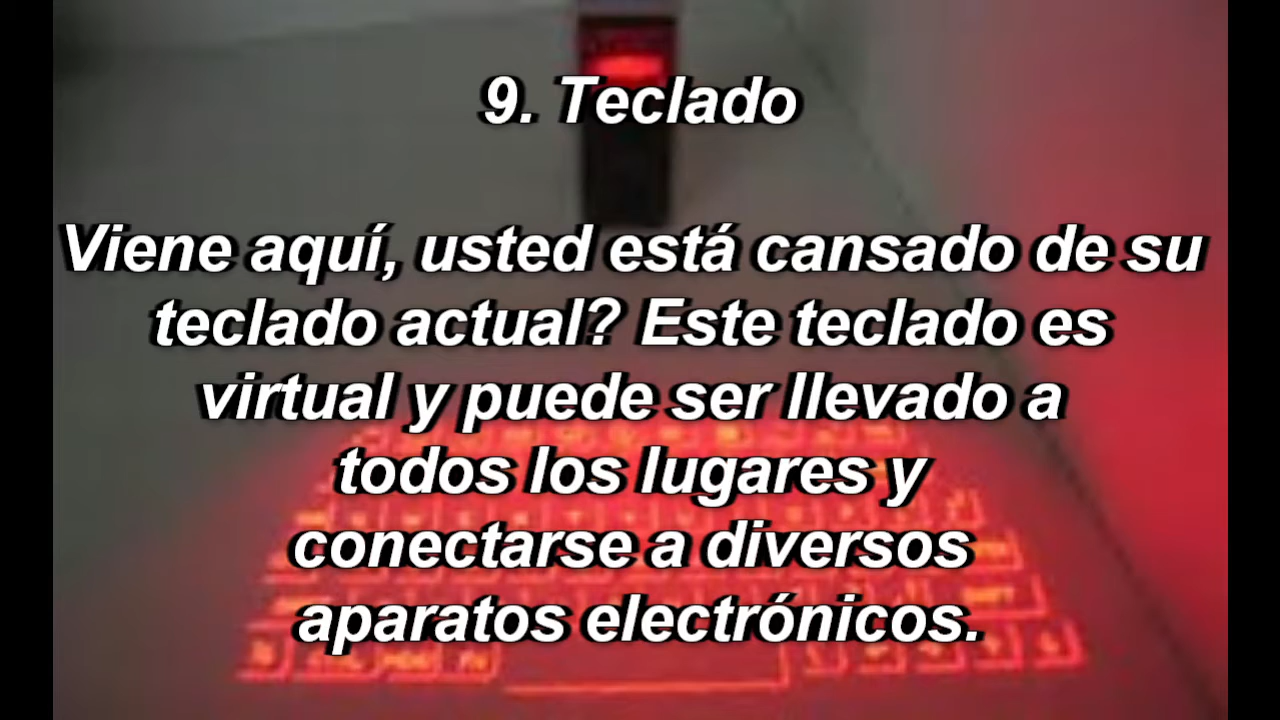 9. Teclado
Viene aquí, usted está cansado de su
teclado actual? Este teclado es
virtual y puede ser llevado a
todos los lugares y
conectarse a diversos
aparatos electrónicos.